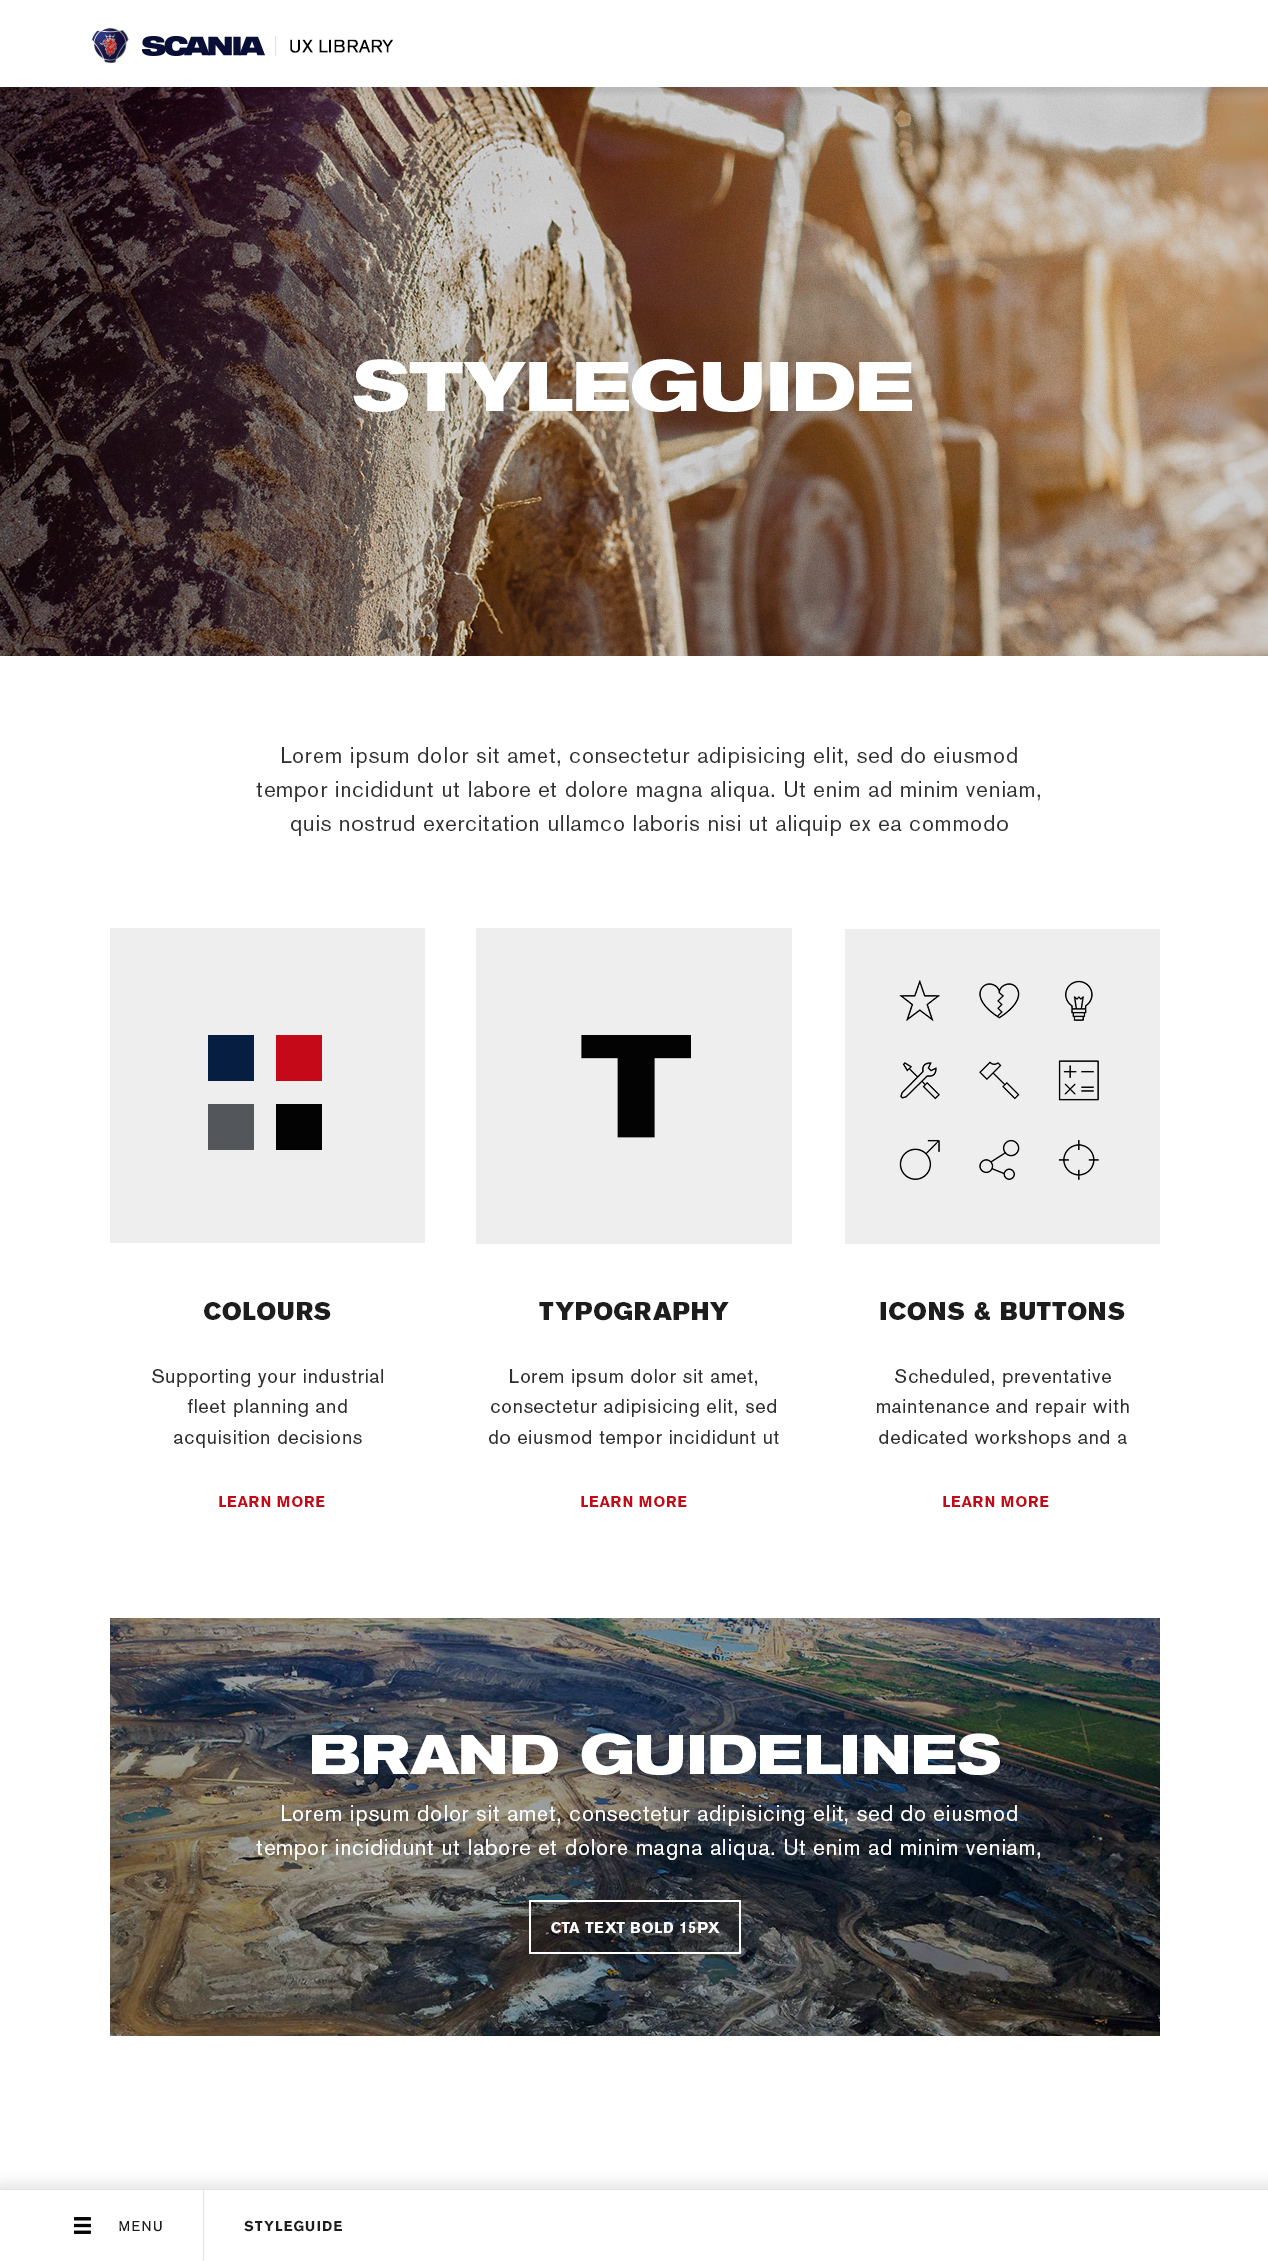 SCANIA UX LIBRARY
STYLEGUIDE
Lorem ipsum dolor sit amet, consectetur adipisicing elit, sed do eiusmod
tempor incididunt ut labore et dolore magna aliqua. Ut enim ad minim veniam,
quis nostrud exercitation ullamco laboris nisi ut aliquip ex ea commodo
T
COLOURS
Supporting your industrial
fleet planning and
acquisition decisions
LEARN MORE
TYPOGRAPHY
Lorem ipsum dolor sit amet,
consectetur adipisicing elit, sed
do eiusmod tempor incididunt ut
LEARN MORE
ICONS & BUTTONS
Scheduled, preventative
maintenance and repair with
dedicated workshops and a
LEARN MORE
BRAND GUIDELINES
Lorem ipsum dolor sit amet, consectetur adipisicing elit, sed do eiusmod
tempor incididunt ut labore et dolore magna aliqua. Ut enim ad minim veniam,
CTA TEXT BOLD 15PX
MENU
STYLEGUIDE